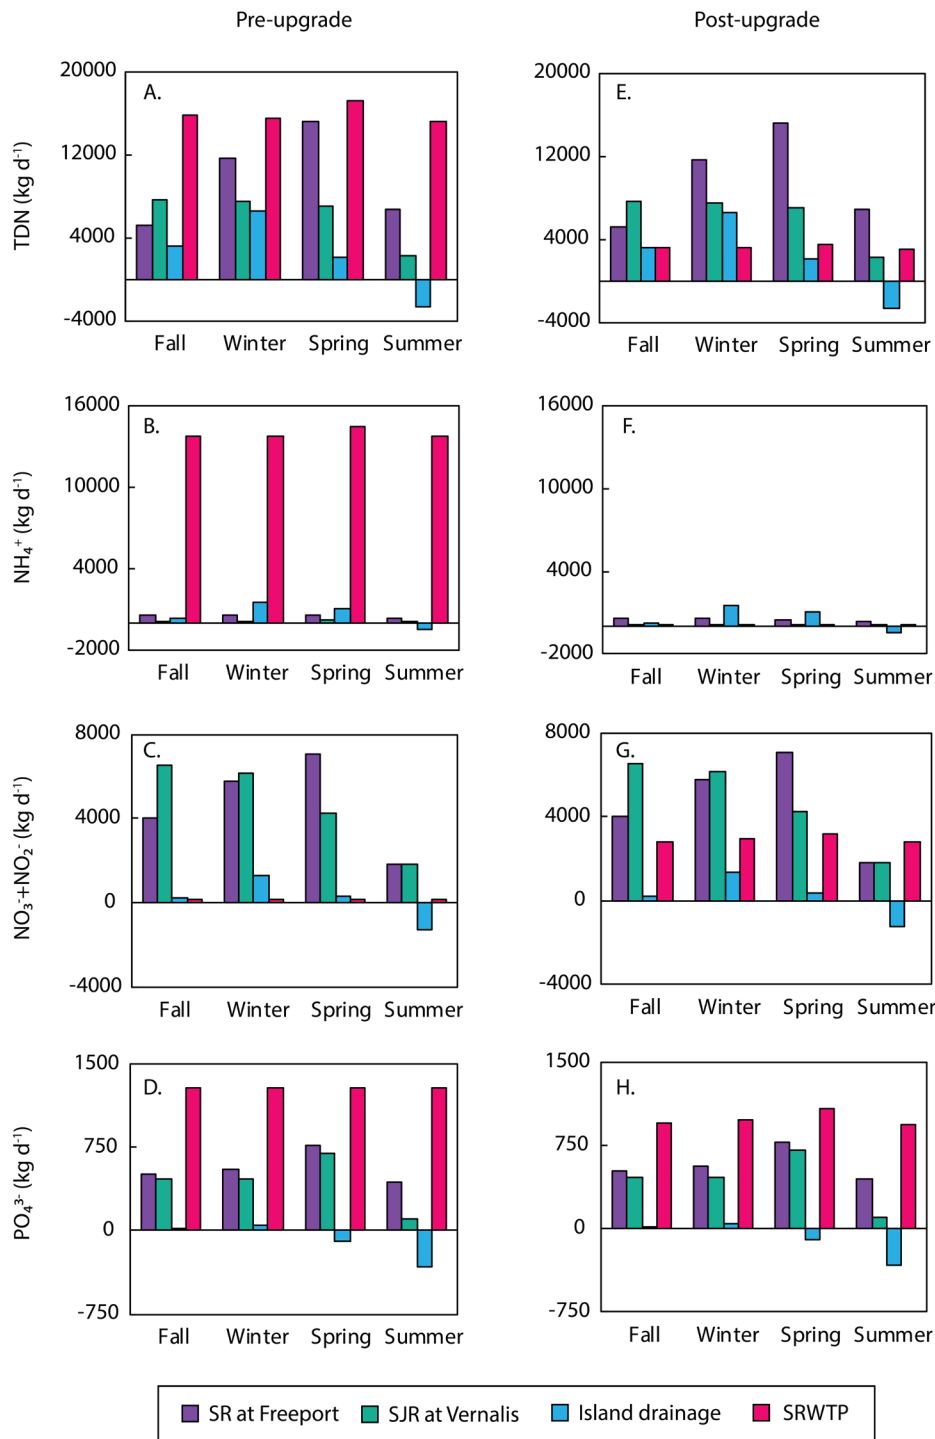 Pre-upgrade Post-upgrade
TDN (kg d⁻¹)
A.
20000
12000
4000
-4000
Fall Winter Spring Summer
E.
20000
12000
4000
-4000
Fall Winter Spring Summer
NH₄⁺ (kg d⁻¹)
B.
16000
10000
4000
-2000
Fall Winter Spring Summer
F.
16000
10000
4000
-2000
Fall Winter Spring Summer
NO₃⁻+NO₂⁻ (kg d⁻¹)
C.
8000
4000
0
-4000
Fall Winter Spring Summer
G.
8000
4000
0
-4000
Fall Winter Spring Summer
PO₄³⁻ (kg d⁻¹)
D.
1500
750
0
-750
Fall Winter Spring Summer
H.
1500
750
0
-750
Fall Winter Spring Summer
SR at Freeport SJR at Vernalis Island drainage SRWTP